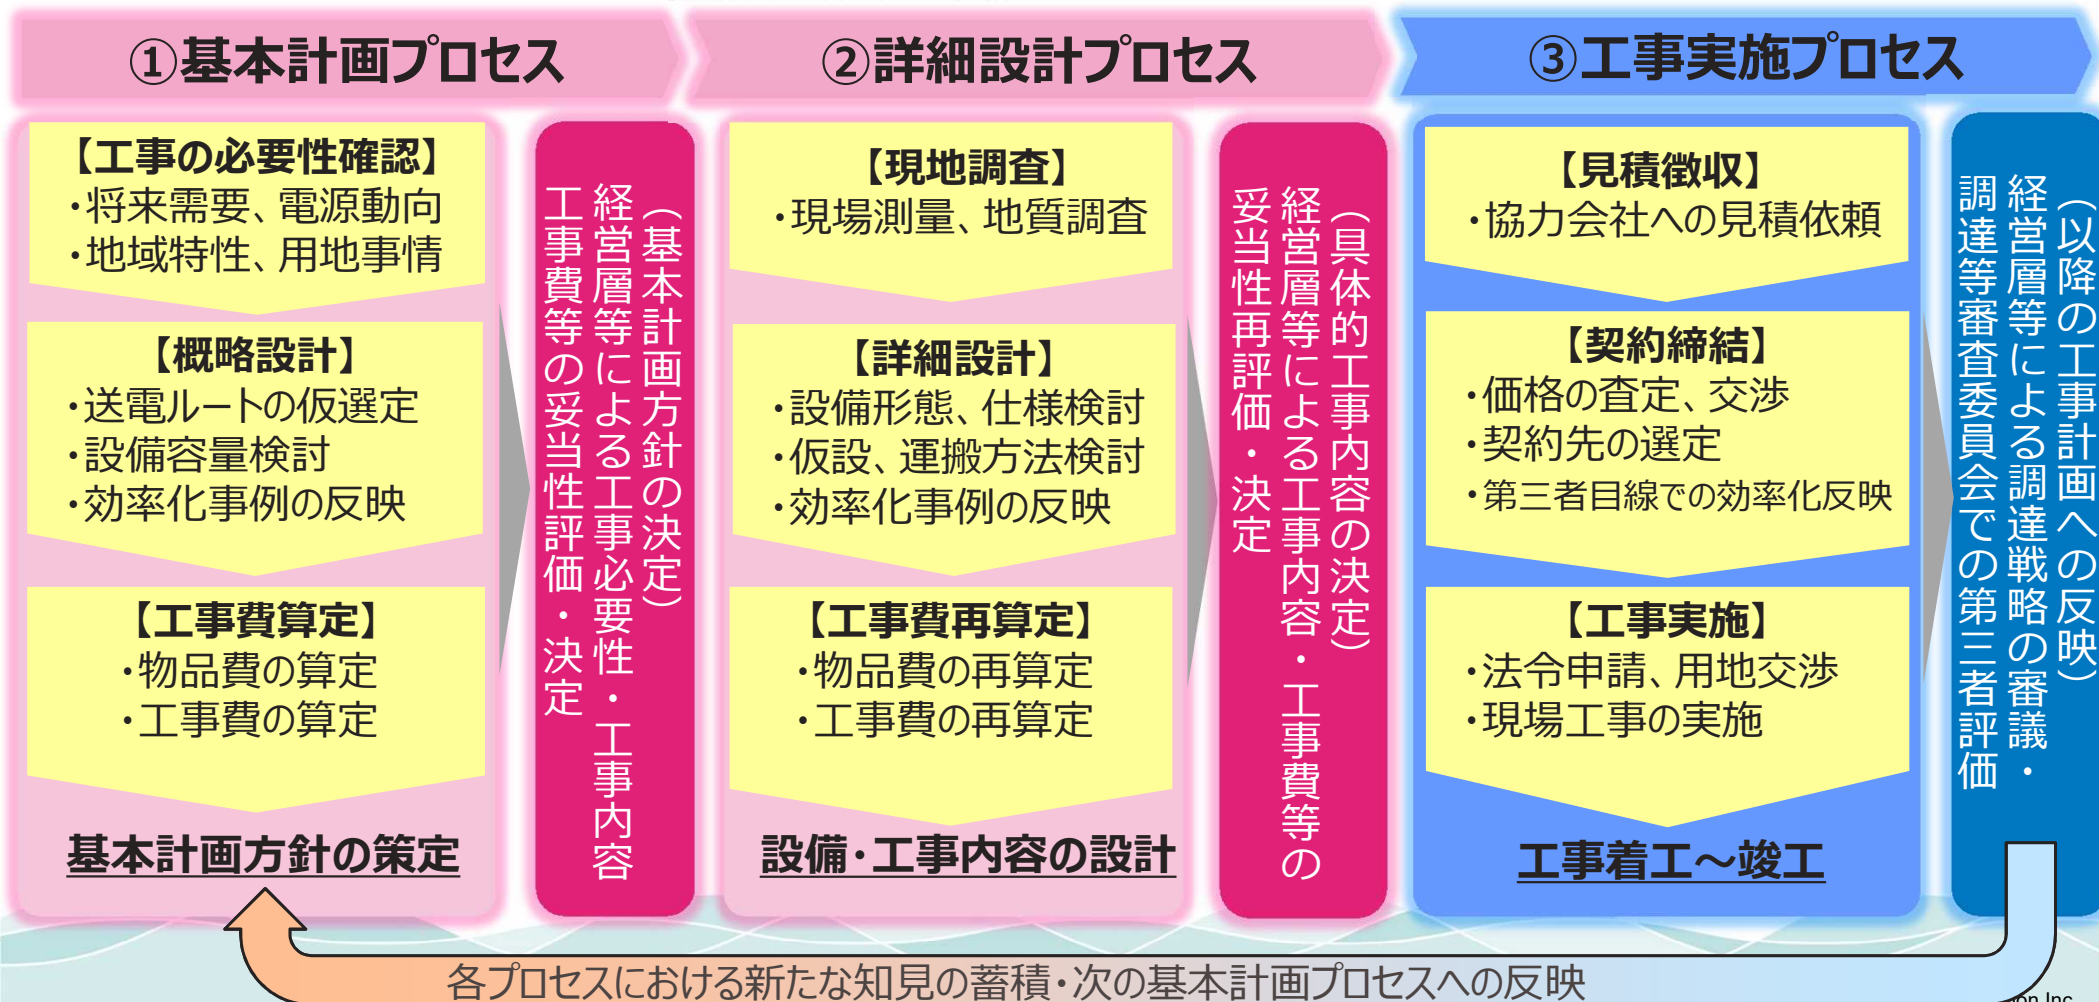 ①基本計画プロセス
【工事の必要性確認】
・将来需要、電源動向
・地域特性、用地事情
【概略設計】
・送電ルートの仮選定
・設備容量検討
・効率化事例の反映
【工事費算定】
・物品費の算定
・工事費の算定
基本計画方針の策定
（基本計画方針の決定）
経営層等による工事必要性・工事内容
工事費等の妥当性評価・決定
②詳細設計プロセス
【現地調査】
・現場測量、地質調査
【詳細設計】
・設備形態、仕様検討
・仮設、運搬方法検討
・効率化事例の反映
【工事費再算定】
・物品費の再算定
・工事費の再算定
設備・工事内容の設計
（具体的工事内容の決定）
経営層等による工事内容・工事費等の
妥当性再評価・決定
③工事実施プロセス
【見積徴収】
・協力会社への見積依頼
【契約締結】
・価格の査定、交渉
・契約先の選定
・第三者目線での効率化反映
【工事実施】
・法令申請、用地交渉
・現場工事の実施
工事着工～竣工
（以降の工事計画への反映）
経営層等による調達戦略の審議・
調達等審査委員会での第三者評価
各プロセスにおける新たな知見の蓄積・次の基本計画プロセスへの反映
Inc